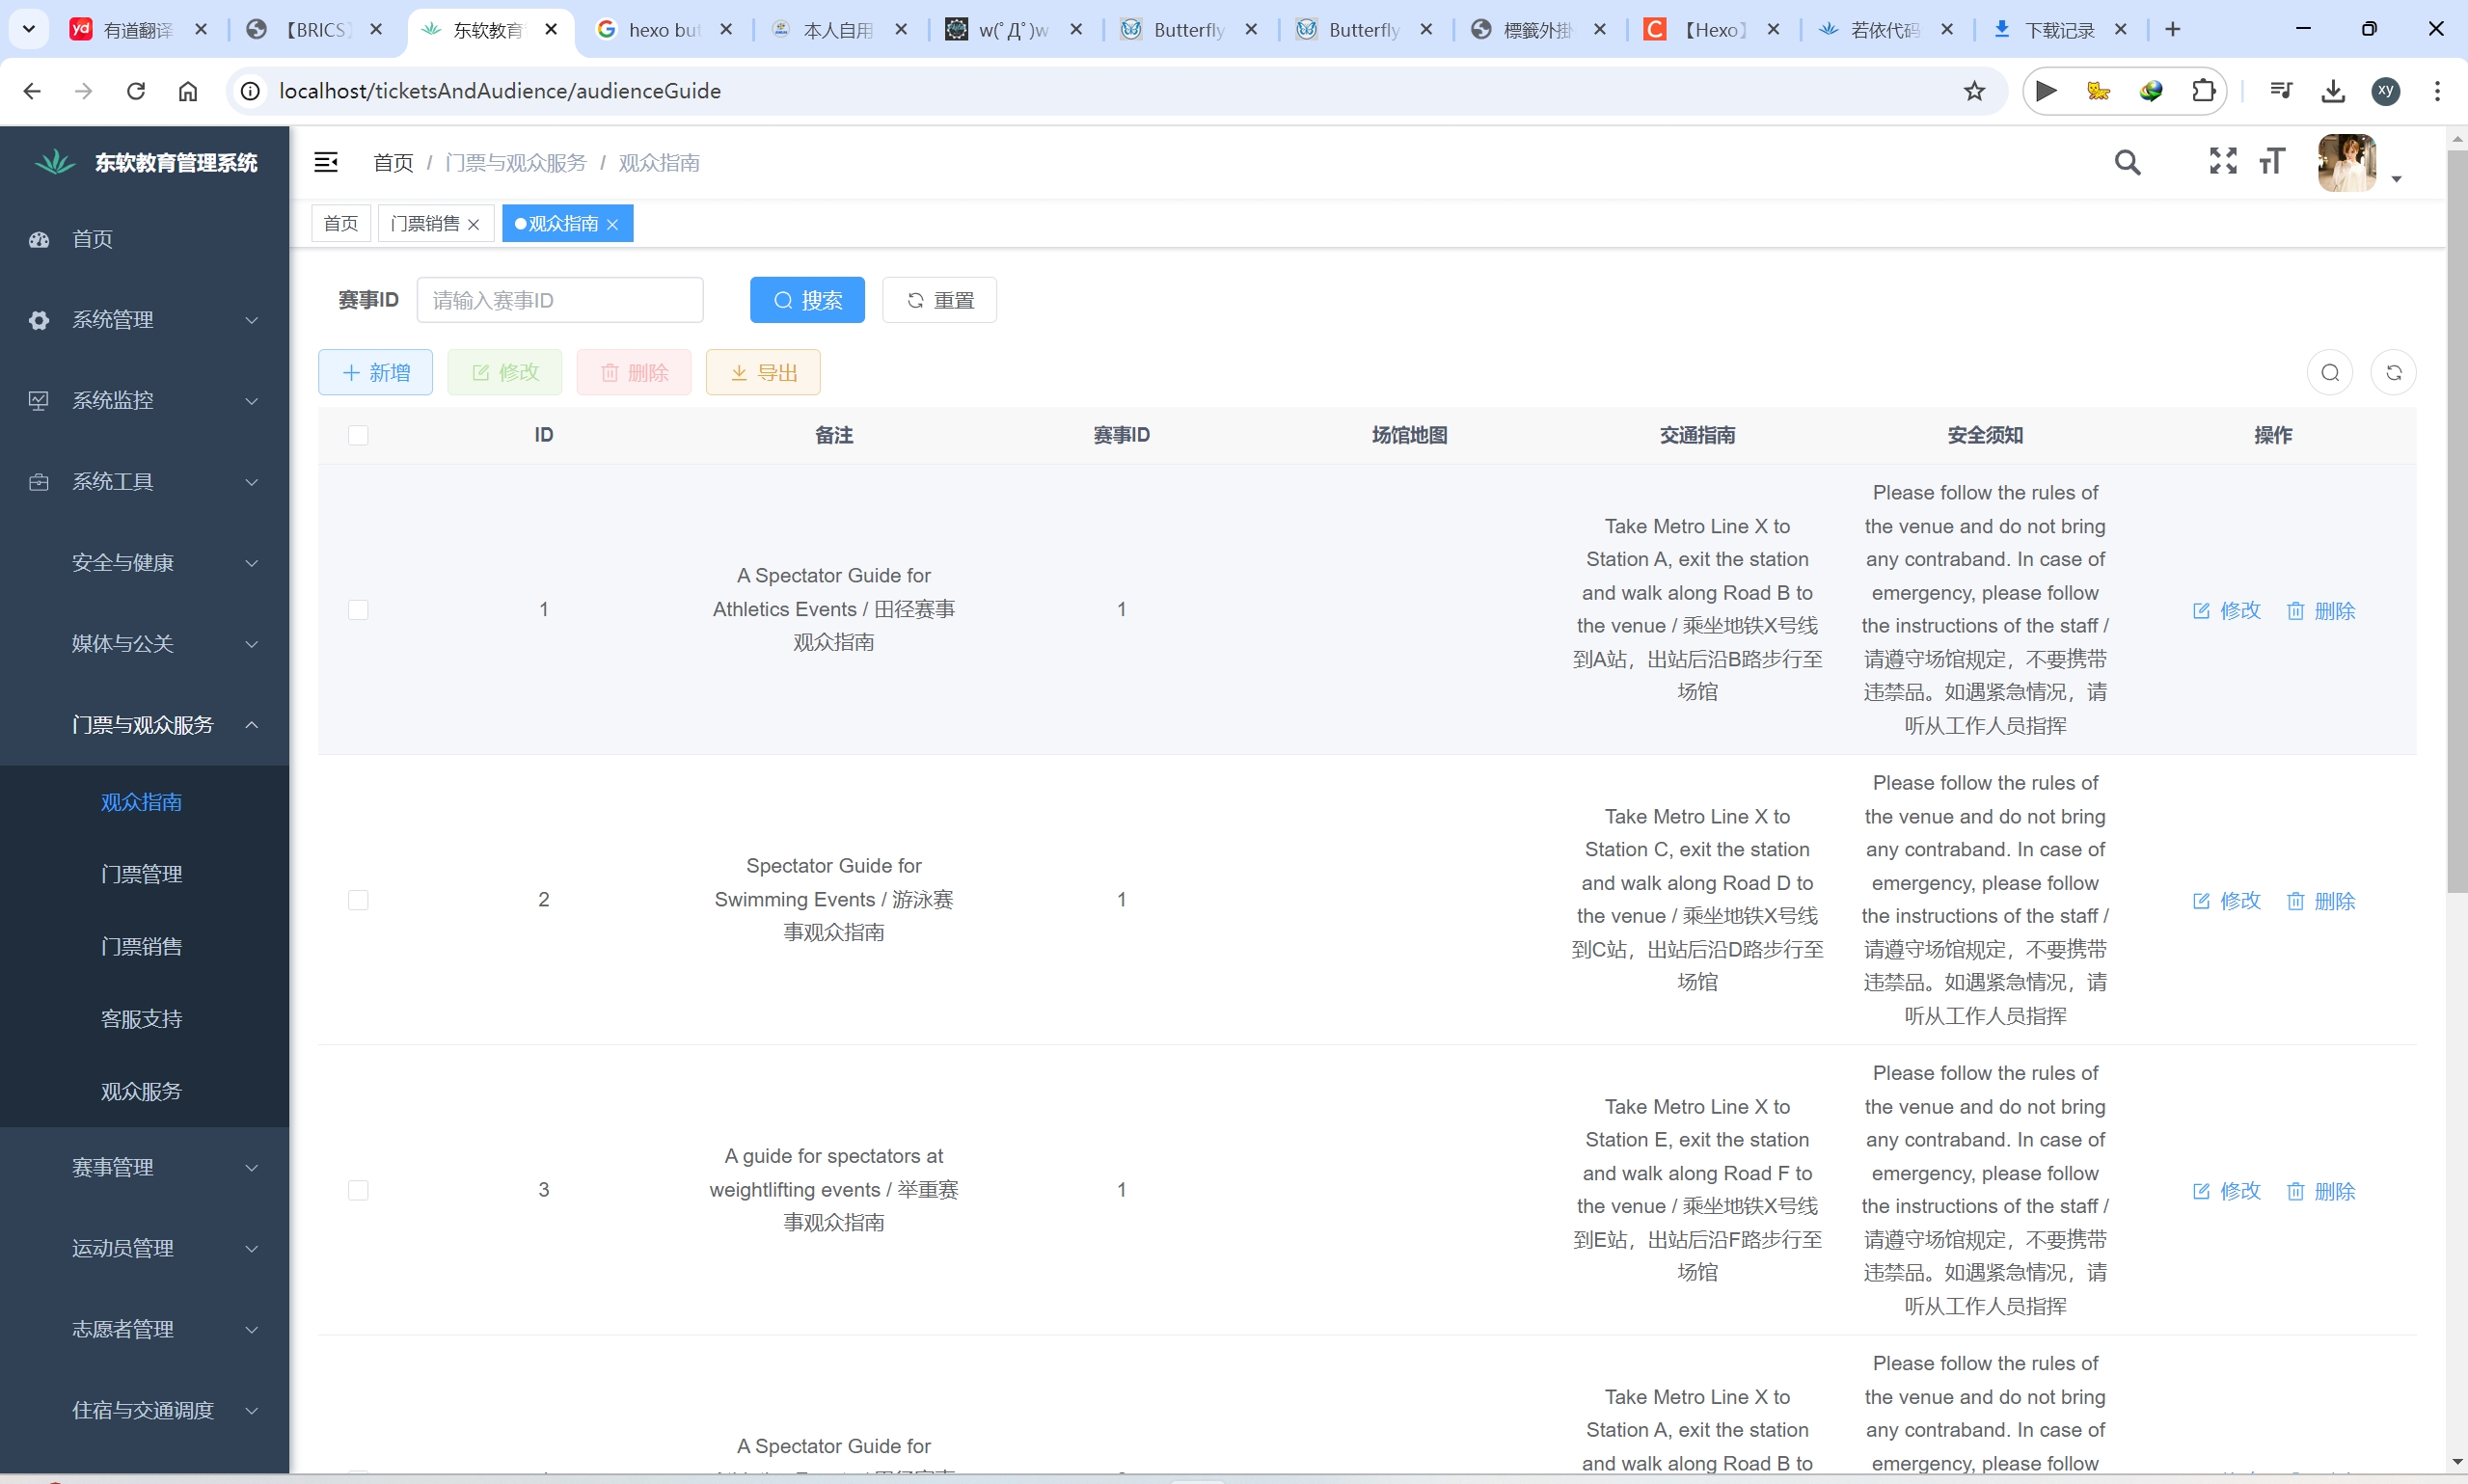 有道翻译
【BRICS】
东软教育
hexo but
本人自用
w(ﾟДﾟ)w
Butterfly
Butterfly
標籤外掛
【Hexo】
若依代码
下载记录
localhost/ticketsAndAudience/audienceGuide
xy
东软教育管理系统
首页 / 门票与观众服务 / 观众指南
首页
门票销售
观众指南
首页
系统管理
系统监控
系统工具
安全与健康
媒体与公关
门票与观众服务
观众指南
门票管理
门票销售
客服支持
观众服务
赛事管理
运动员管理
志愿者管理
住宿与交通调度
赛事ID
请输入赛事ID
搜索
重置
新增
修改
删除
导出
ID 备注 赛事ID 场馆地图 交通指南 安全须知 操作
1
A Spectator Guide for
Athletics Events / 田径赛事
观众指南
1
Take Metro Line X to
Station A, exit the station
and walk along Road B to
the venue / 乘坐地铁X号线
到A站，出站后沿B路步行至
场馆
Please follow the rules of
the venue and do not bring
any contraband. In case of
emergency, please follow
the instructions of the staff /
请遵守场馆规定，不要携带
违禁品。如遇紧急情况，请
听从工作人员指挥
修改 删除
2
Spectator Guide for
Swimming Events / 游泳赛
事观众指南
1
Take Metro Line X to
Station C, exit the station
and walk along Road D to
the venue / 乘坐地铁X号线
到C站，出站后沿D路步行至
场馆
Please follow the rules of
the venue and do not bring
any contraband. In case of
emergency, please follow
the instructions of the staff /
请遵守场馆规定，不要携带
违禁品。如遇紧急情况，请
听从工作人员指挥
修改 删除
3
A guide for spectators at
weightlifting events / 举重赛
事观众指南
1
Take Metro Line X to
Station E, exit the station
and walk along Road F to
the venue / 乘坐地铁X号线
到E站，出站后沿F路步行至
场馆
Please follow the rules of
the venue and do not bring
any contraband. In case of
emergency, please follow
the instructions of the staff /
请遵守场馆规定，不要携带
违禁品。如遇紧急情况，请
听从工作人员指挥
修改 删除
A Spectator Guide for
Take Metro Line X to
Station A, exit the station
and walk along Road B to
Please follow the rules of
the venue and do not bring
any contraband. In case of
emergency, please follow